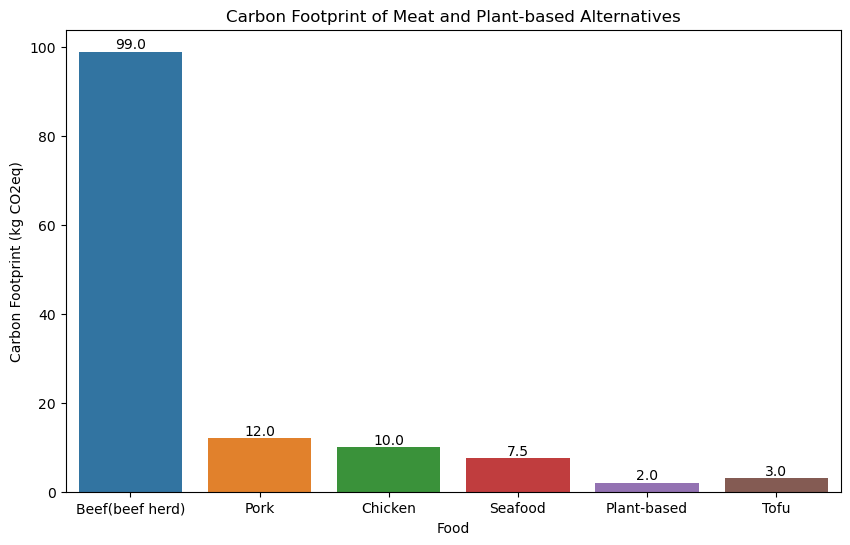 Carbon Footprint of Meat and Plant-based Alternatives
Carbon Footprint (kg CO2eq)
100
80
60
40
20
0
99.0
12.0
10.0
7.5
2.0
3.0
Beef(beef herd)
Pork
Chicken
Seafood
Plant-based
Tofu
Food